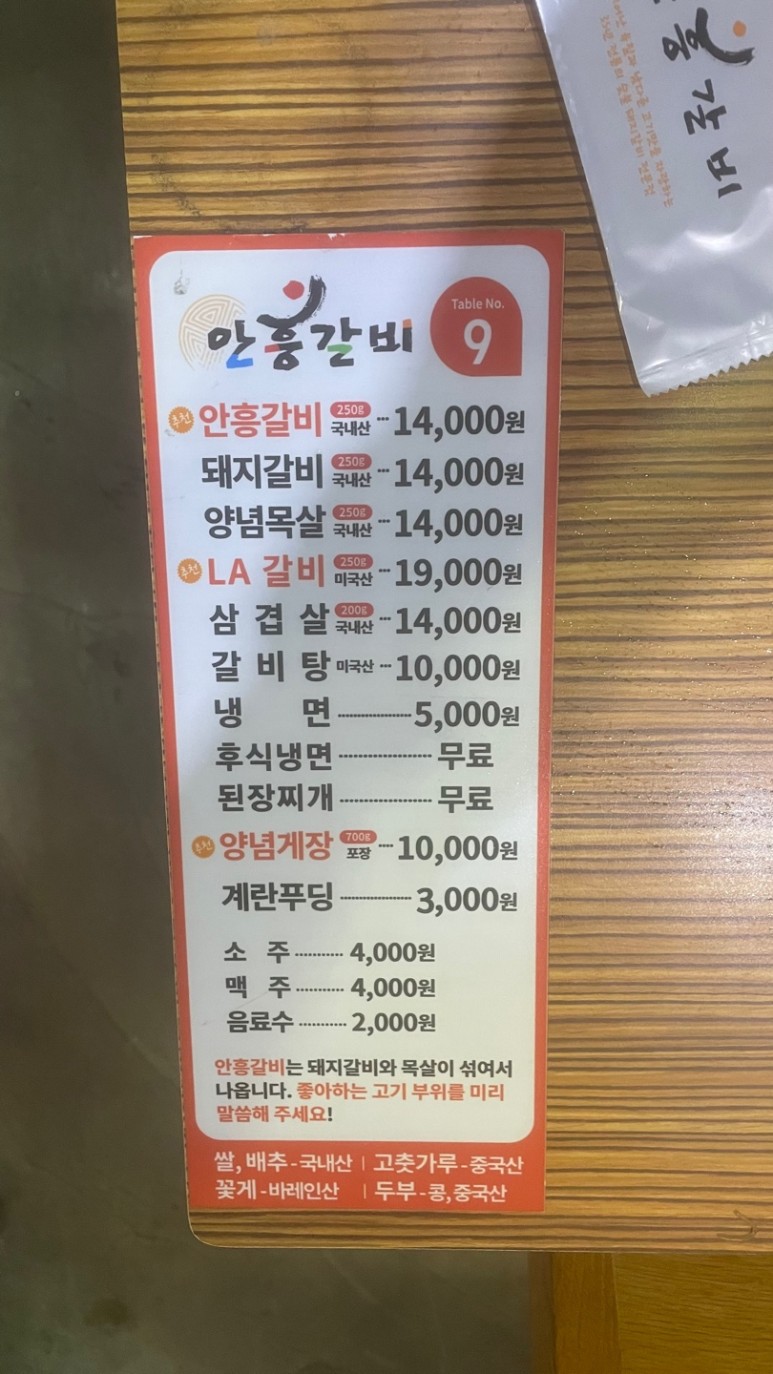 안흥갈비
Table No.
9
추천 안흥갈비 250g 국내산 14,000원
돼지갈비 250g 국내산 14,000원
양념목살 250g 국내산 14,000원
추천 LA 갈비 250g 미국산 19,000원
삼겹살 200g 국내산 14,000원
갈비탕 미국산 10,000원
냉면 5,000원
후식냉면 무료
된장찌개 무료
추천 양념게장 700g 포장 10,000원
계란푸딩 3,000원
소주 4,000원
맥주 4,000원
음료수 2,000원
안흥갈비는 돼지갈비와 목살이 섞여서
나옵니다. 좋아하는 고기 부위를 미리
말씀해 주세요!
쌀, 배추-국내산 | 고춧가루-중국산
꽃게-바레인산 | 두부-콩,중국산
흥갈비